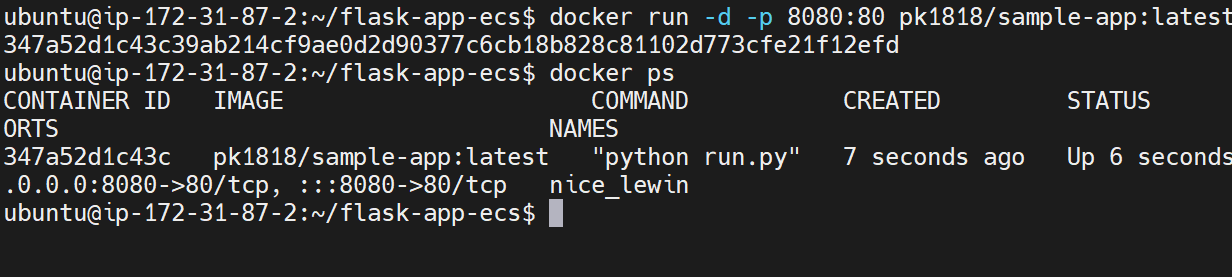 ubuntu@ip-172-31-87-2:~/flask-app-ecs$ docker run -d -p 8080:80 pk1818/sample-app:latest
347a52d1c43c39ab214cf9ae0d2d90377c6cb18b828c81102d773cfe21f12efd
ubuntu@ip-172-31-87-2:~/flask-app-ecs$ docker ps
CONTAINER ID   IMAGE                      COMMAND           CREATED         STATUS
ORTS                                   NAMES
347a52d1c43c   pk1818/sample-app:latest   "python run.py"   7 seconds ago   Up 6 seconds
.0.0.0:8080->80/tcp, :::8080->80/tcp   nice_lewin
ubuntu@ip-172-31-87-2:~/flask-app-ecs$